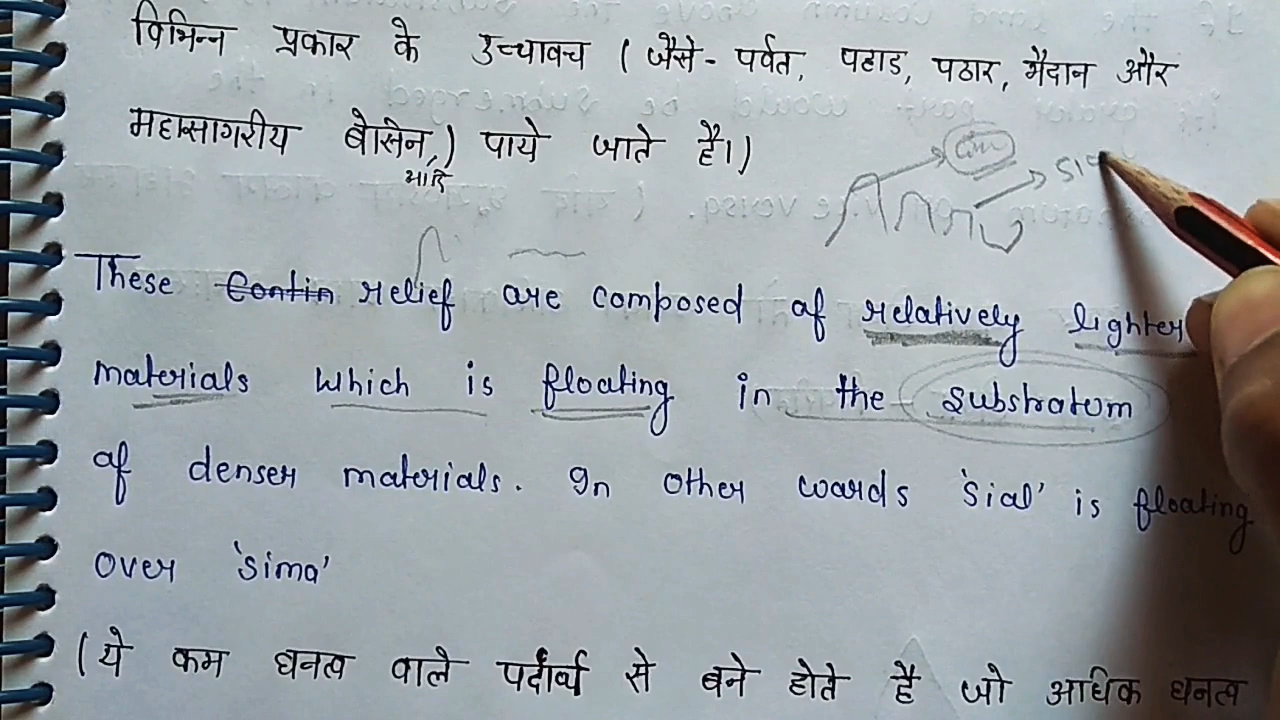 विभिन्न प्रकार के उच्चावच (जैसे - पर्वत, पहाड, पठार, मैदान और
महासागरीय बेसिन,) पाये जाते है।)
आदि
These Contin relief are composed of relatively lighter
materials which is floating in the substratum
of denser materials. In other words 'sial' is floating
over 'sima'
(ये कम घनत्व वाले पदार्थ से बने होते है जो अधिक घनत्व